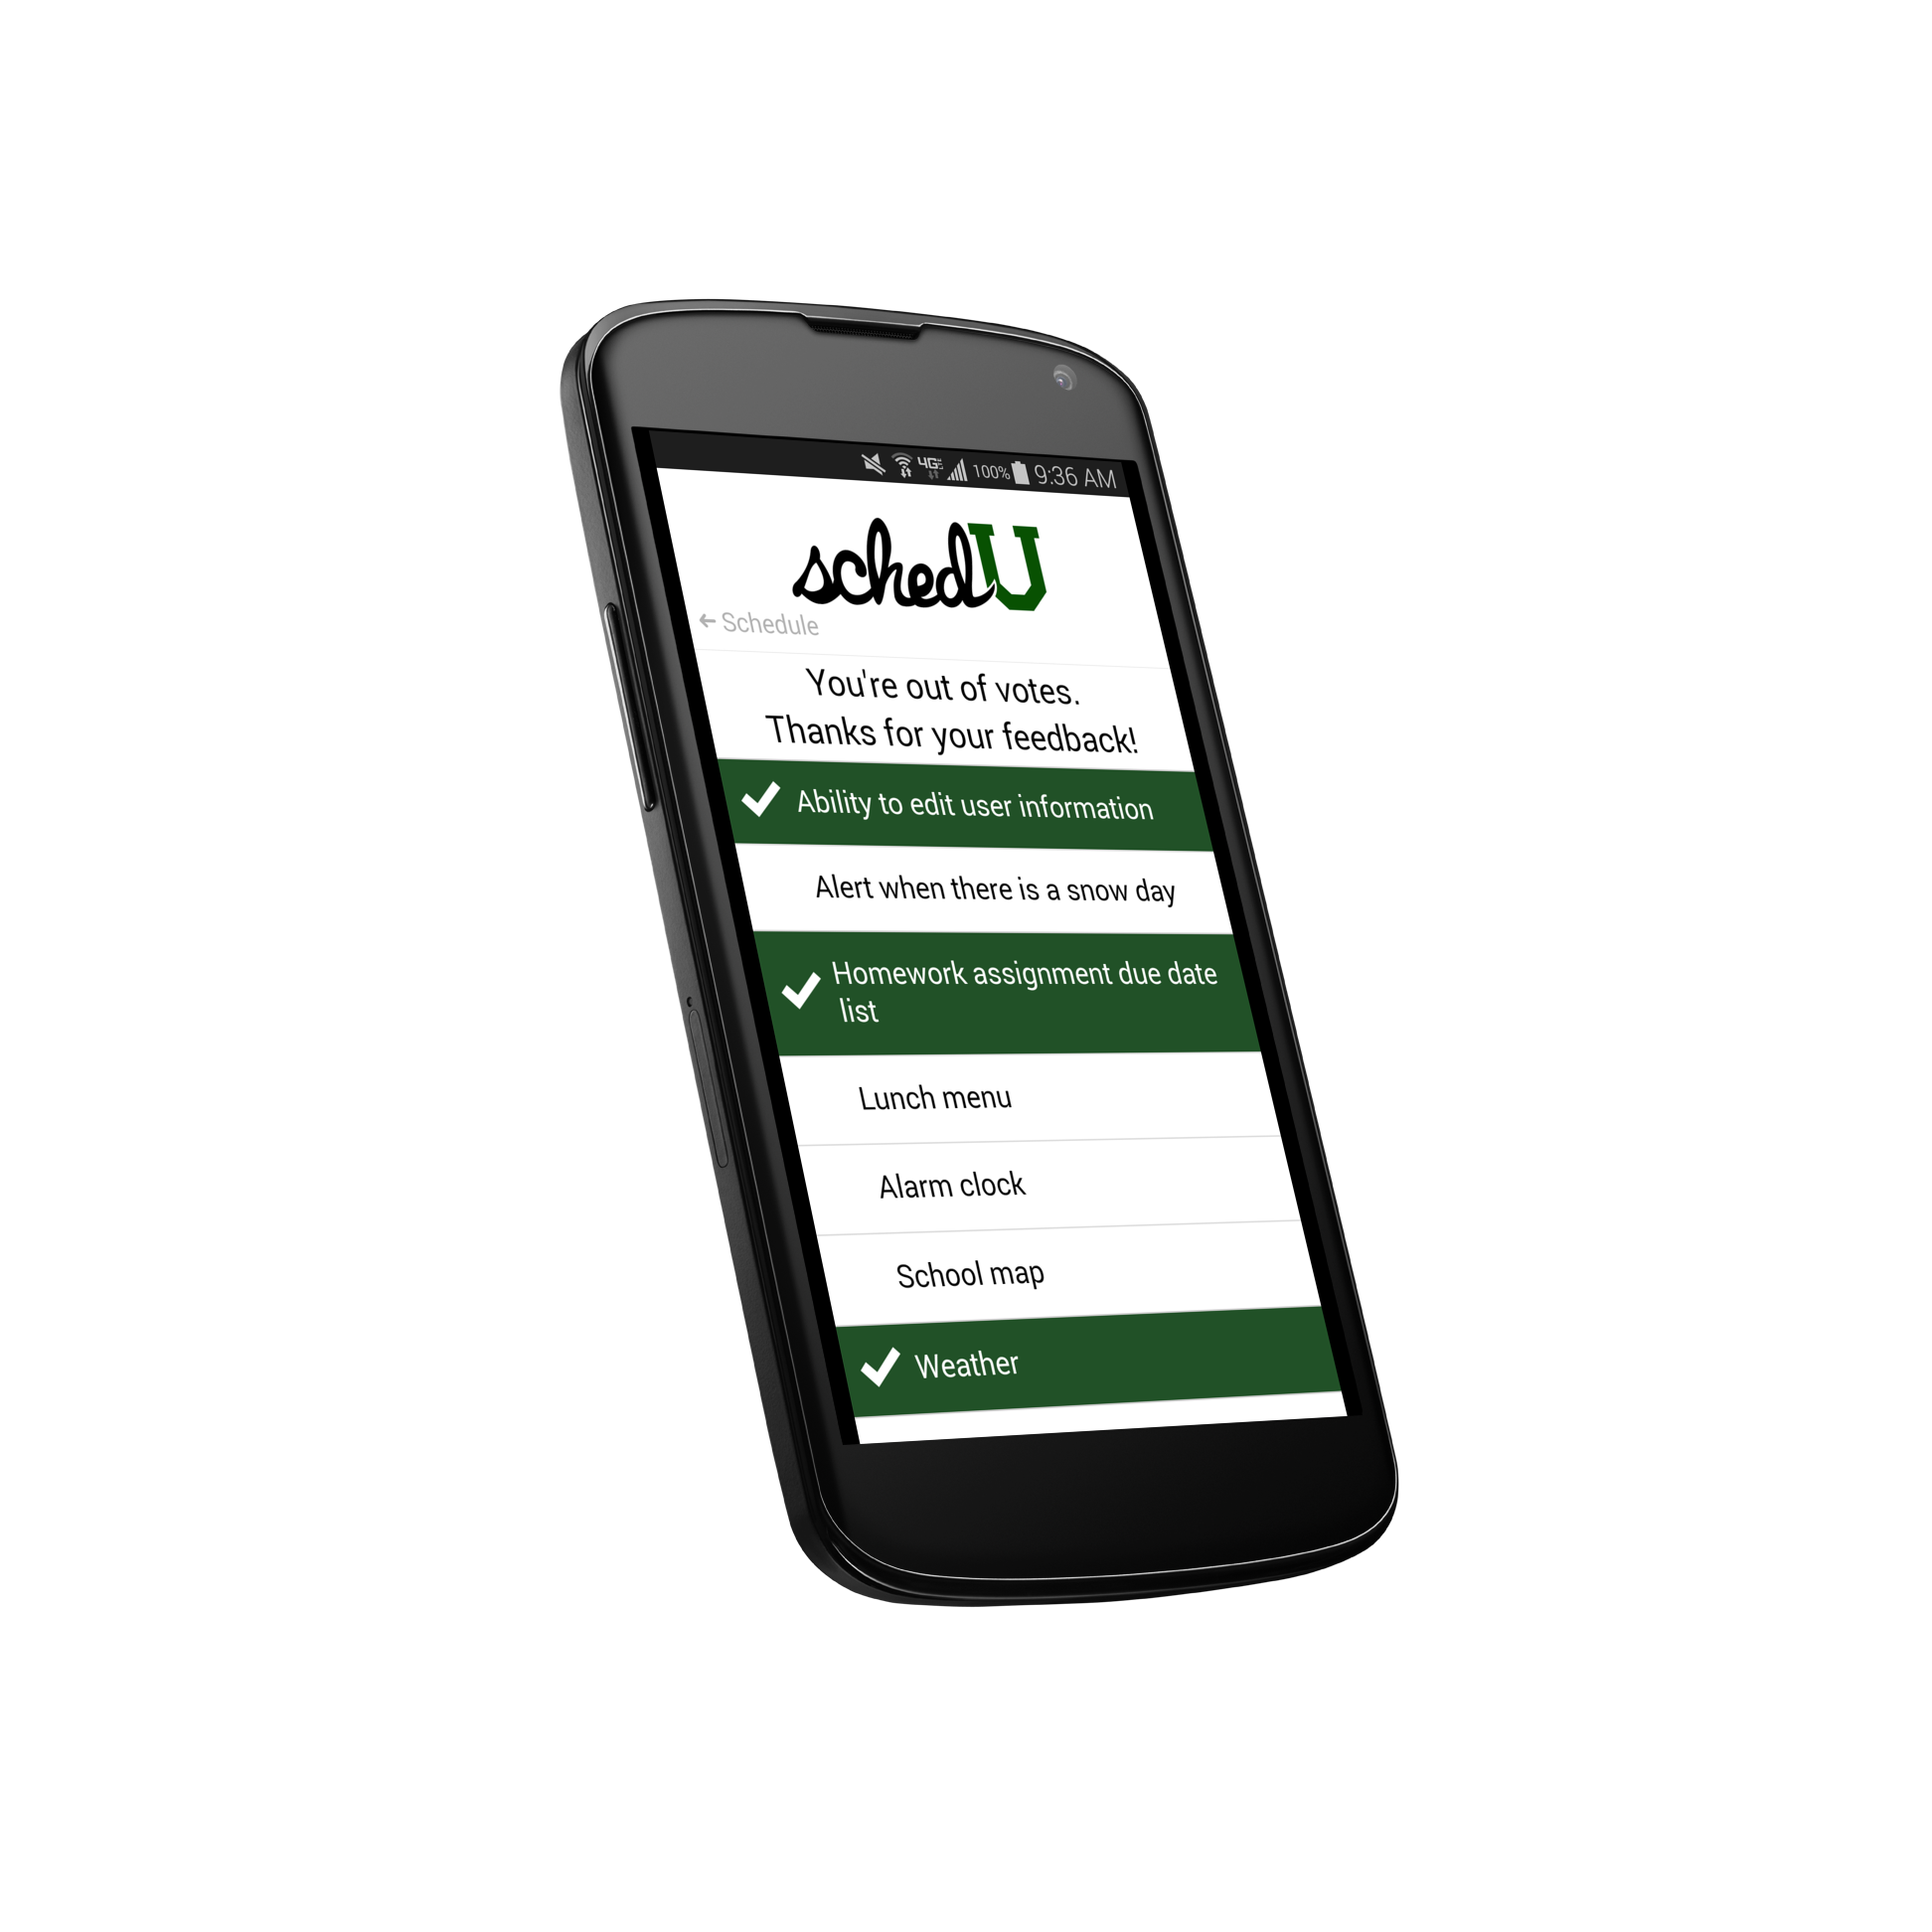 4G 100% 9:36 AM
schedU
Schedule
You're out of votes.
Thanks for your feedback!
Ability to edit user information
Alert when there is a snow day
Homework assignment due date
list
Lunch menu
Alarm clock
School map
Weather